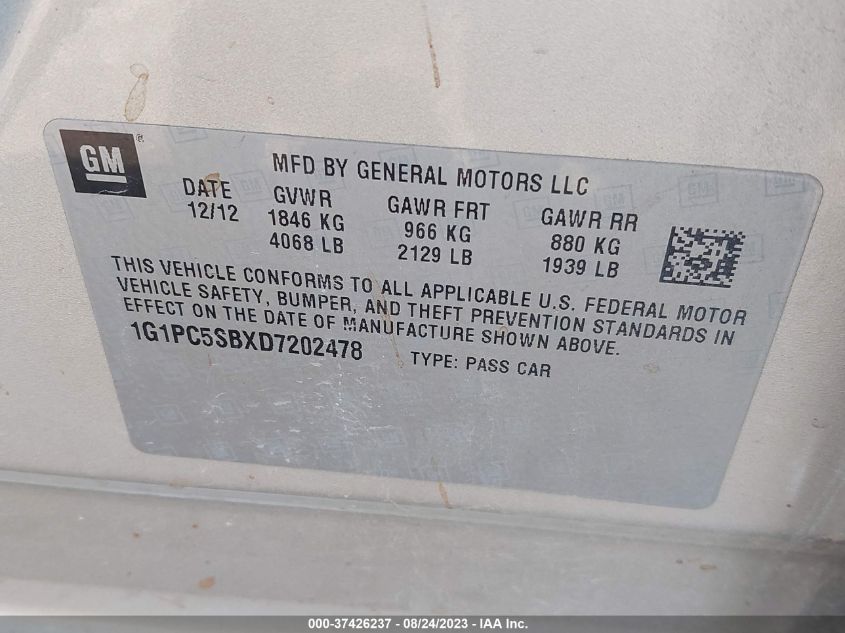 GM ®
MFD BY GENERAL MOTORS LLC
DATE GVWR GAWR FRT GAWR RR
12/12 1846 KG 966 KG 880 KG
4068 LB 2129 LB 1939 LB
THIS VEHICLE CONFORMS TO ALL APPLICABLE U.S. FEDERAL MOTOR
VEHICLE SAFETY, BUMPER, AND THEFT PREVENTION STANDARDS IN
EFFECT ON THE DATE OF MANUFACTURE SHOWN ABOVE.
1G1PC5SBXD7202478 TYPE: PASS CAR
000-37426237 - 08/24/2023 - IAA Inc.